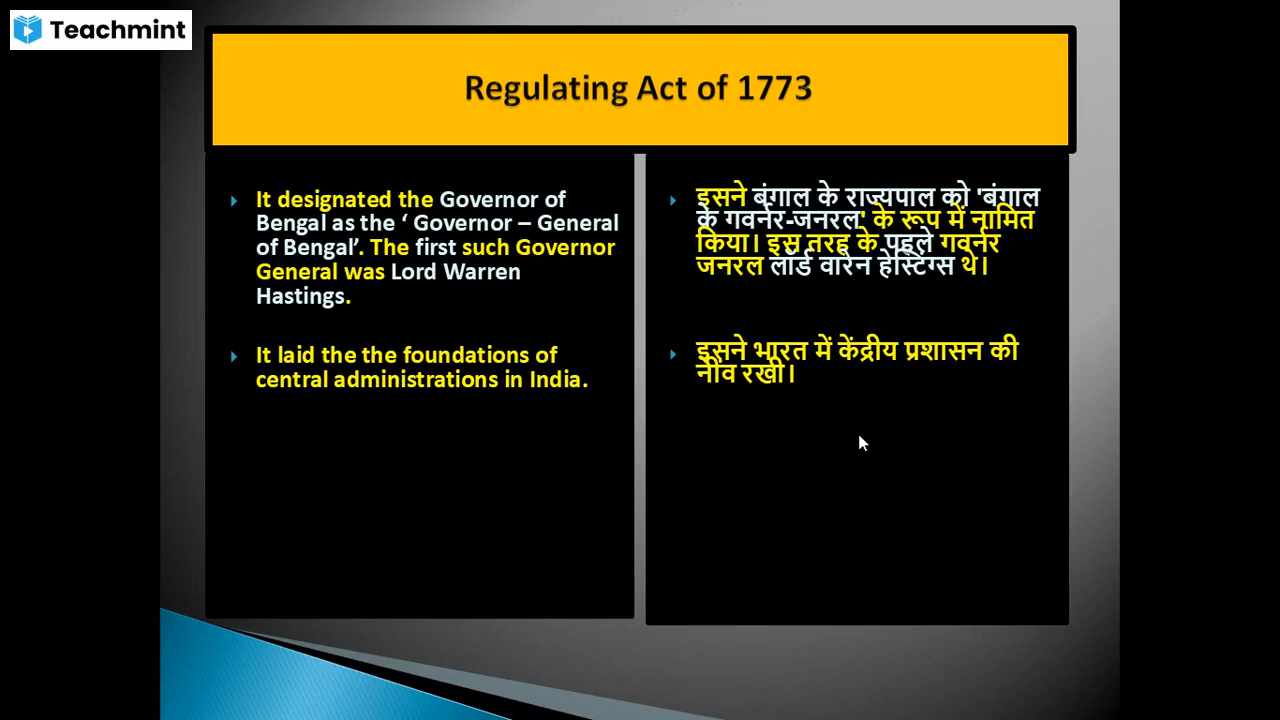 Teachmint
Regulating Act of 1773
It designated the Governor of
Bengal as the ‘ Governor – General
of Bengal’. The first such Governor
General was Lord Warren
Hastings.
It laid the the foundations of
central administrations in India.
इसने बंगाल के राज्यपाल को 'बंगाल
के गवर्नर-जनरल' के रूप में नामित
किया। इस तरह के पहले गवर्नर
जनरल लॉर्ड वारेन हेस्टिंग्स थे।
इसने भारत में केंद्रीय प्रशासन की
नींव रखी।